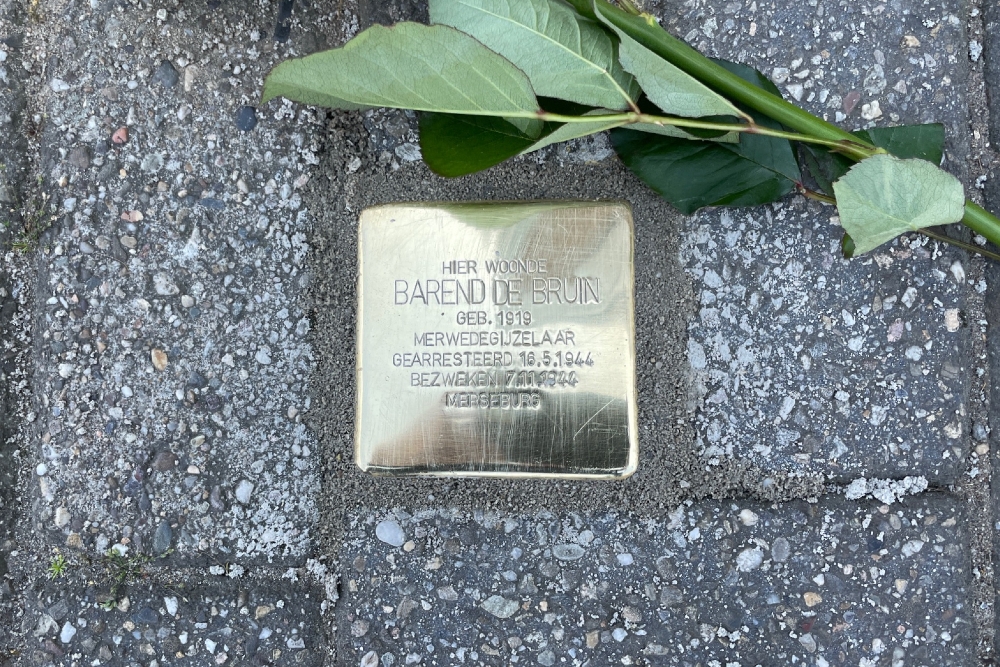 HIER WOONDE
BAREND DE BRUIN
GEB. 1919
MERWEDEGIJZELAAR
GEARRESTEERD 16.5.1944
BEZWEKEN 7.11.1944
MERSEBURG